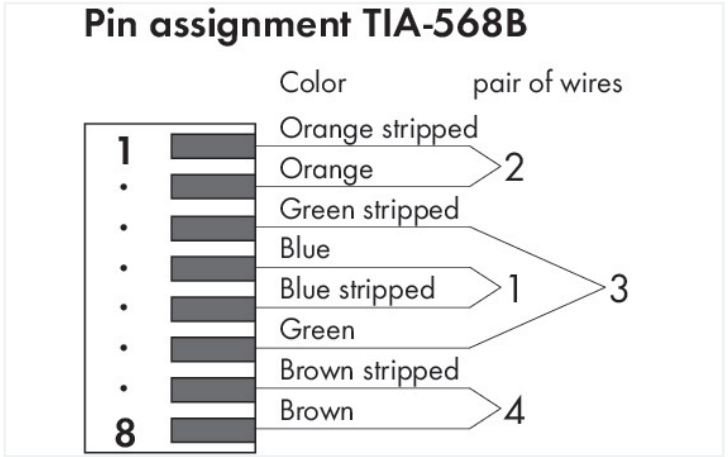 Pin assignment TIA-568B
Color pair of wires
1 Orange stripped
Orange 2
Green stripped
Blue
Blue stripped 1 3
Green
Brown stripped
8 Brown 4